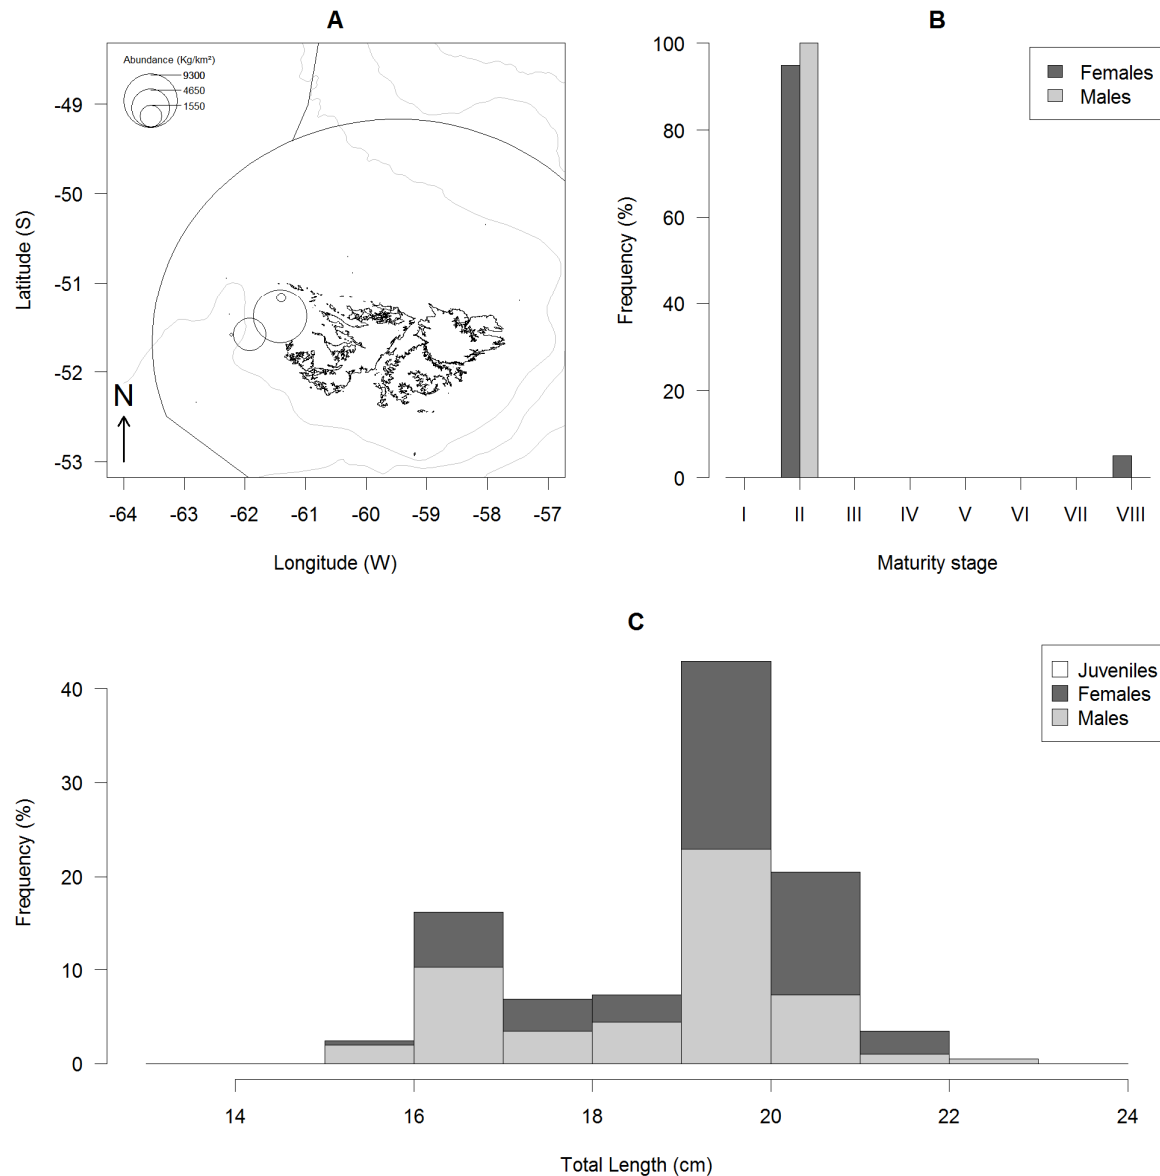 A
Abundance (Kg/km²)
9300
4650
1550
-49
-50
-51
-52
-53
Latitude (S)
N
-64 -63 -62 -61 -60 -59 -58 -57
Longitude (W)
B
100
80
60
40
20
0
Frequency (%)
Females
Males
I II III IV V VI VII VIII
Maturity stage
C
40
30
20
10
0
Frequency (%)
Juveniles
Females
Males
14 16 18 20 22 24
Total Length (cm)